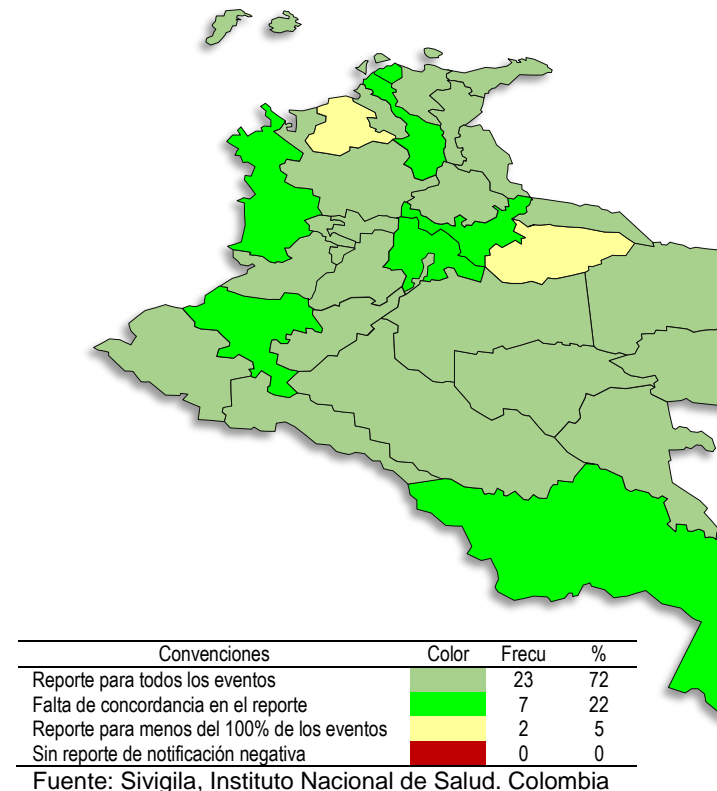 Convenciones Color Frecu %
Reporte para todos los eventos 23 72
Falta de concordancia en el reporte 7 22
Reporte para menos del 100% de los eventos 2 5
Sin reporte de notificación negativa 0 0
Fuente: Sivigila, Instituto Nacional de Salud. Colombia